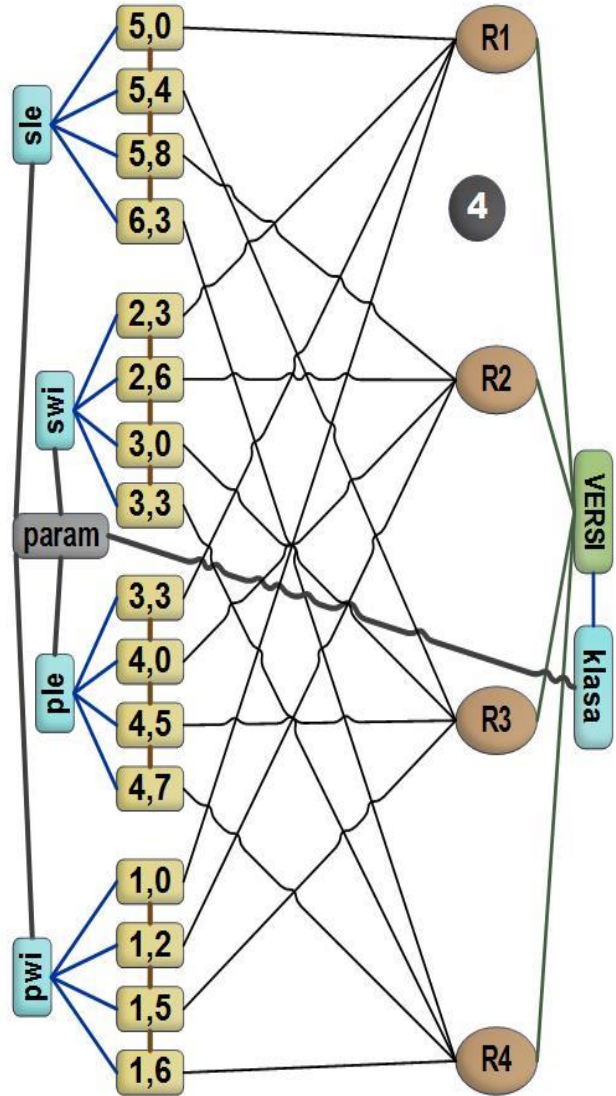 sle
5,0
5,4
5,8
6,3
R1
4
swi
2,3
2,6
3,0
3,3
R2
param
VERSI
klasa
ple
3,3
4,0
4,5
4,7
R3
pwi
1,0
1,2
1,5
1,6
R4